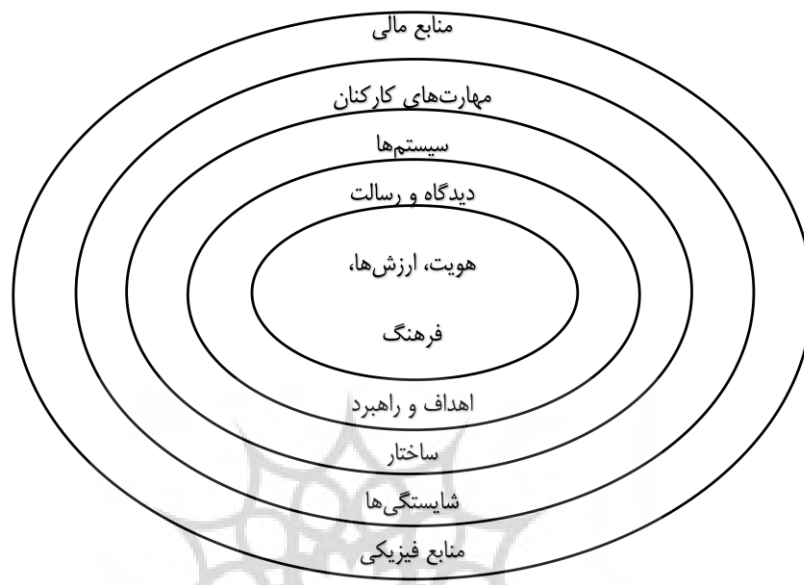 منابع مالی
مهارت‌های کارکنان
سیستم‌ها
دیدگاه و رسالت
هویت، ارزش‌ها،
فرهنگ
اهداف و راهبرد
ساختار
شایستگی‌ها
منابع فیزیکی